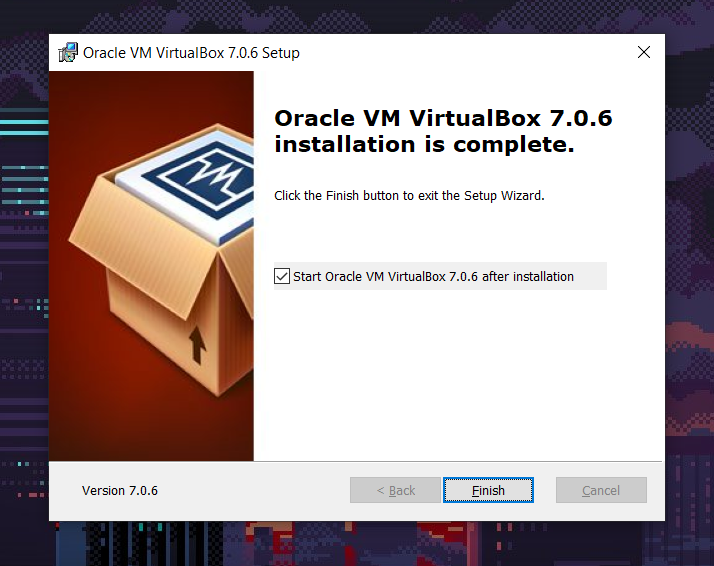 Oracle VM VirtualBox 7.0.6 Setup
Oracle VM VirtualBox 7.0.6
installation is complete.
Click the Finish button to exit the Setup Wizard.
Start Oracle VM VirtualBox 7.0.6 after installation
Version 7.0.6
< Back
Finish
Cancel